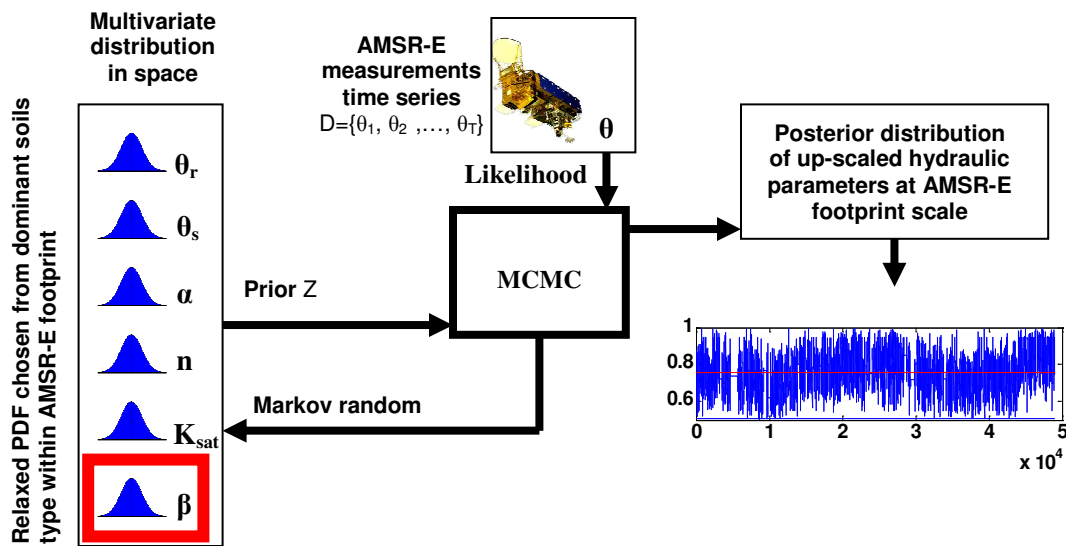 Multivariate
distribution
in space
Relaxed PDF chosen from dominant soils
type within AMSR-E footprint
θr
θs
α
n
Ksat
β
AMSR-E
measurements
time series
D={θ1, θ2 ,…, θT}
θ
Likelihood
Prior Z
MCMC
Markov random
Posterior distribution
of up-scaled hydraulic
parameters at AMSR-E
footprint scale
1
0.8
0.6
0 1 2 3 4 5
x 10^4